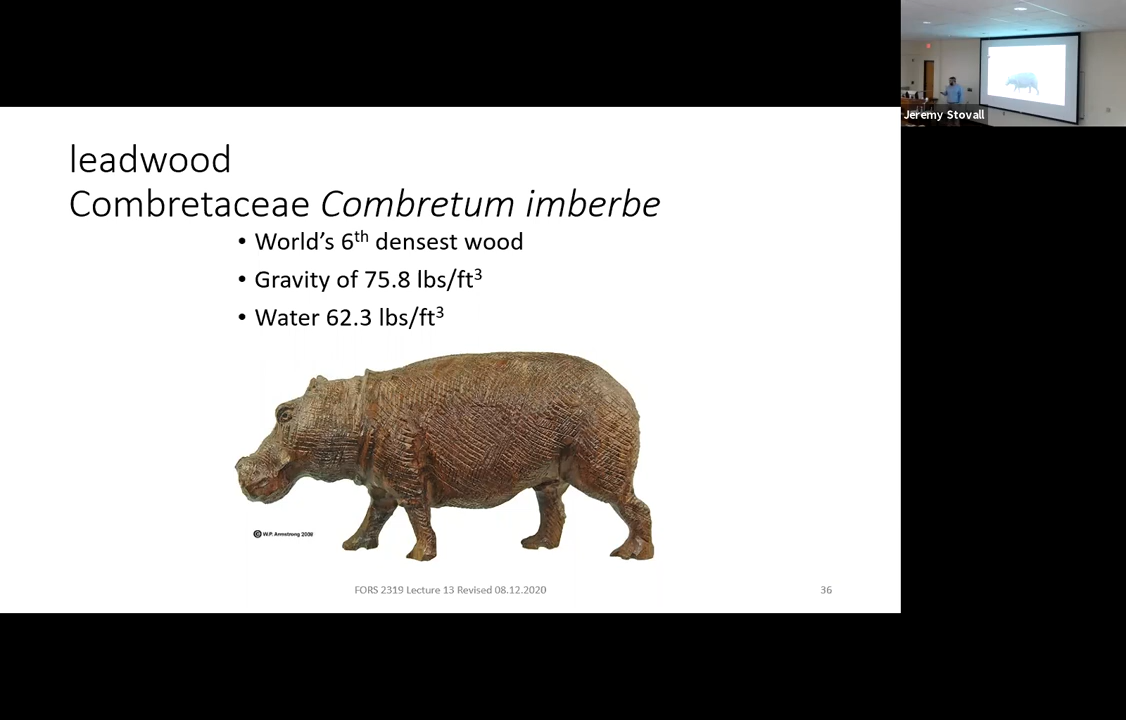 leadwood
Combretaceae Combretum imberbe
• World's 6th densest wood
• Gravity of 75.8 lbs/ft3
• Water 62.3 lbs/ft3
© W.P. Armstrong 2009
FORS 2319 Lecture 13 Revised 08.12.2020
36
Jeremy Stovall